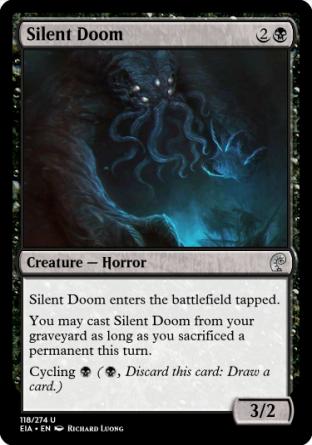 Silent Doom 2
Creature — Horror
Silent Doom enters the battlefield tapped.
You may cast Silent Doom from your
graveyard as long as you sacrificed a
permanent this turn.
Cycling (, Discard this card: Draw a
card.)
3/2
118/274 U
EIA • EN Richard Luong